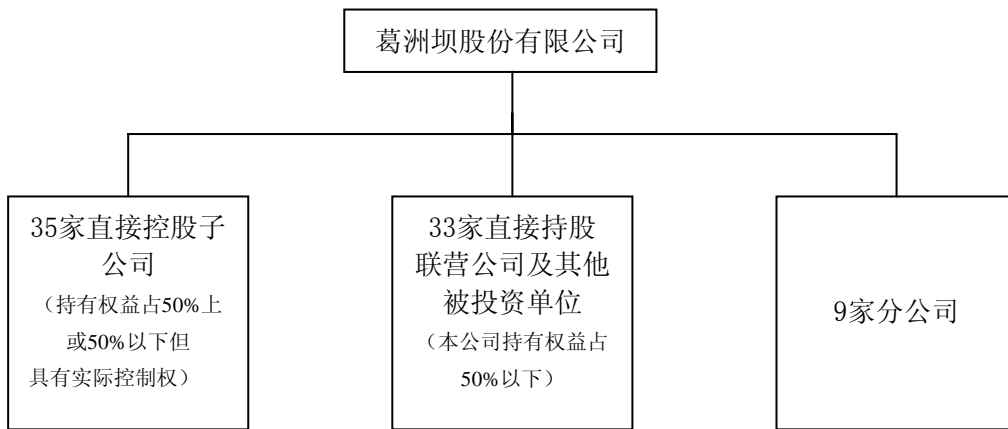 葛洲坝股份有限公司
35家直接控股子
公司
（持有权益占50%上
或50%以下但
具有实际控制权）
33家直接持股
联营公司及其他
被投资单位
（本公司持有权益占
50%以下）
9家分公司